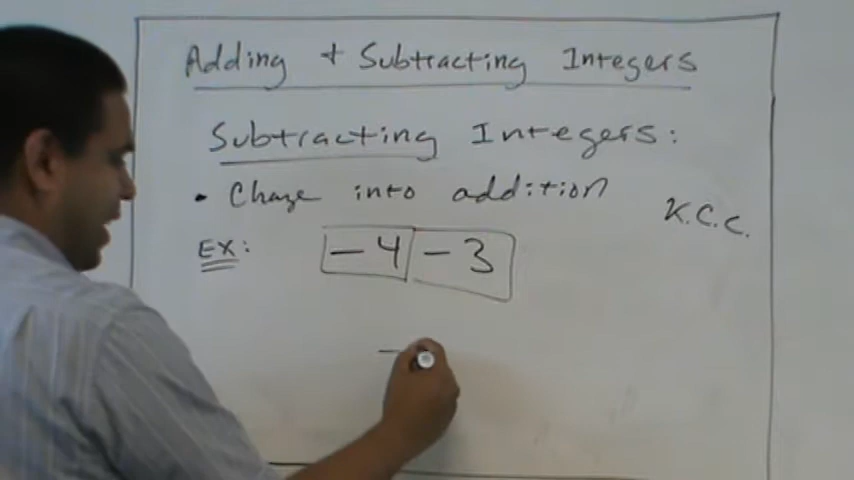 Adding + Subtracting Integers
Subtracting Integers:
• Change into addition
K.C.C.
EX: -4 -3
-